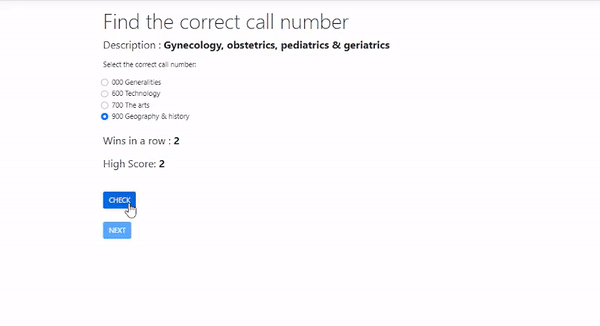 Find the correct call number
Description : Gynecology, obstetrics, pediatrics & geriatrics
Select the correct call number:
000 Generalities
600 Technology
700 The arts
900 Geography & history
Wins in a row : 2
High Score: 2
CHECK
NEXT